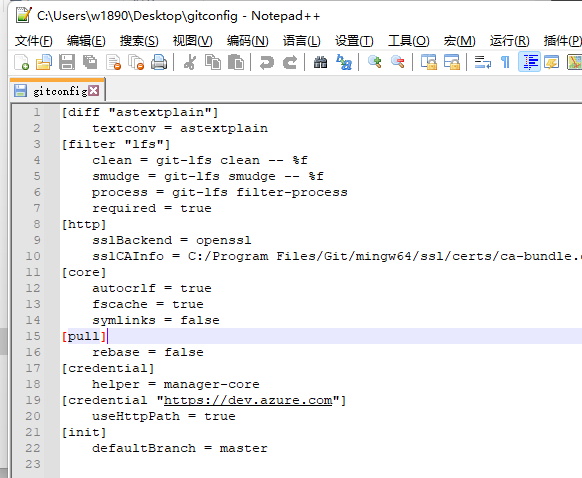 C:\Users\w1890\Desktop\gitconfig - Notepad++
文件(F) 编辑(E) 搜索(S) 视图(V) 编码(N) 语言(L) 设置(T) 工具(O) 宏(M) 运行(R) 插件(P)
gitconfig
1 [diff "astextplain"]
2 textconv = astextplain
3 [filter "lfs"]
4 clean = git-lfs clean -- %f
5 smudge = git-lfs smudge -- %f
6 process = git-lfs filter-process
7 required = true
8 [http]
9 sslBackend = openssl
10 sslCAInfo = C:/Program Files/Git/mingw64/ssl/certs/ca-bundle.
11 [core]
12 autocrlf = true
13 fscache = true
14 symlinks = false
15 [pull]
16 rebase = false
17 [credential]
18 helper = manager-core
19 [credential "https://dev.azure.com"]
20 useHttpPath = true
21 [init]
22 defaultBranch = master
23